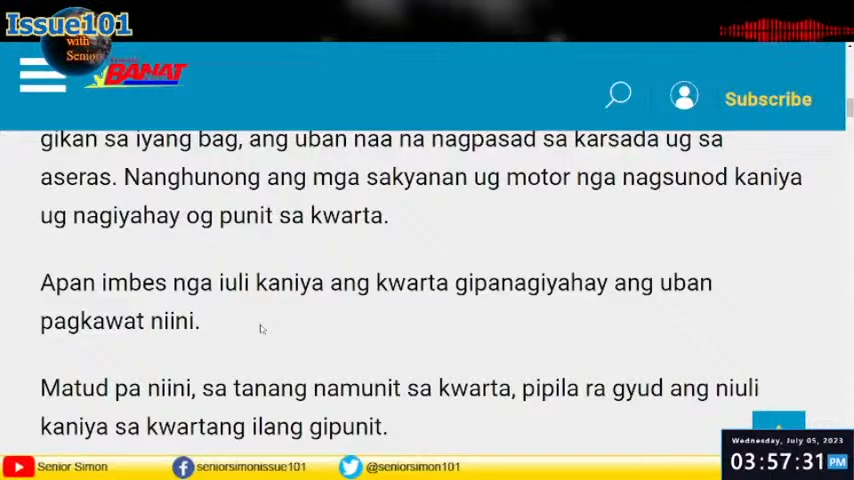 Issue101
with
Senior
BANAT
Subscribe
gikan sa iyang bag, ang uban naa na nagpasad sa karsada ug sa
aseras. Nanghunong ang mga sakyanan ug motor nga nagsunod kaniya
ug nagiyahay og punit sa kwarta.
Apan imbes nga iuli kaniya ang kwarta gipanagiyahay ang uban
pagkawat niini.
Matud pa niini, sa tanang namunit sa kwarta, pipila ra gyud ang niuli
kaniya sa kwartang ilang gipunit.
Wednesday, July 05, 2023
03:57:31 PM
Senior Simon
seniorsimonissue101
@seniorsimon101